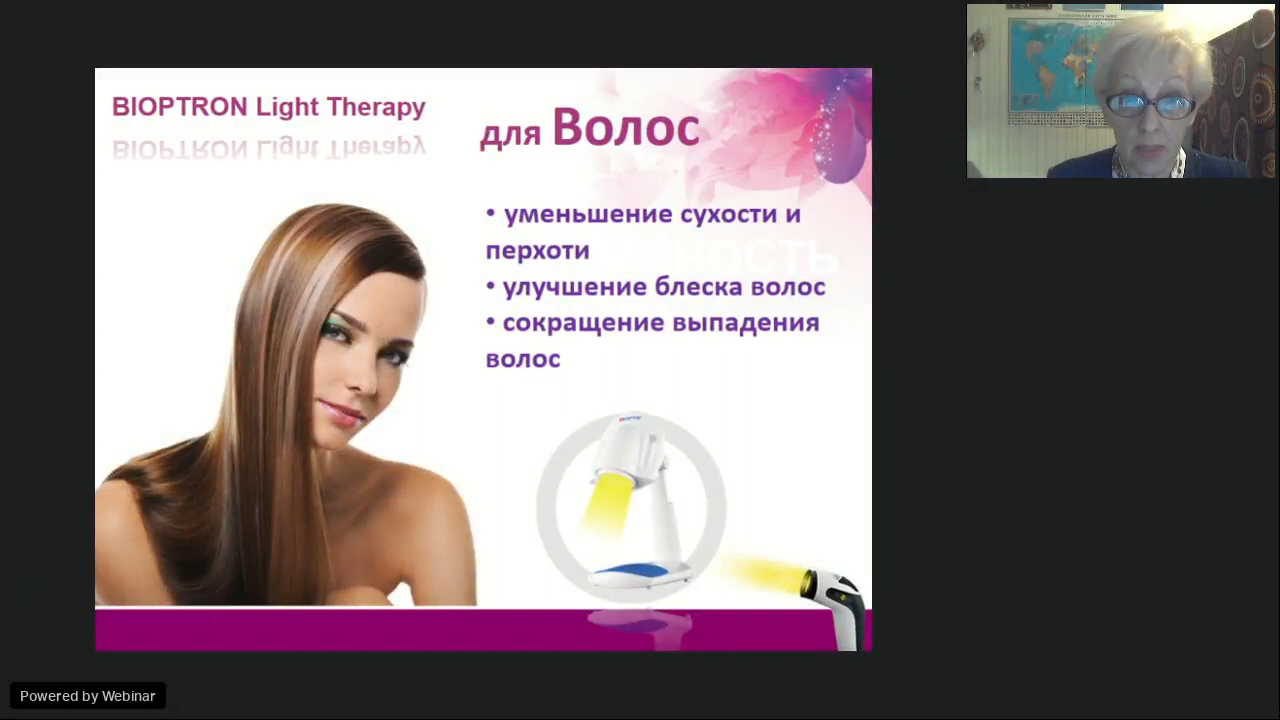 BIOPTRON Light Therapy
для Волос
• уменьшение сухости и
перхоти
• улучшение блеска волос
• сокращение выпадения
волос
Powered by Webinar